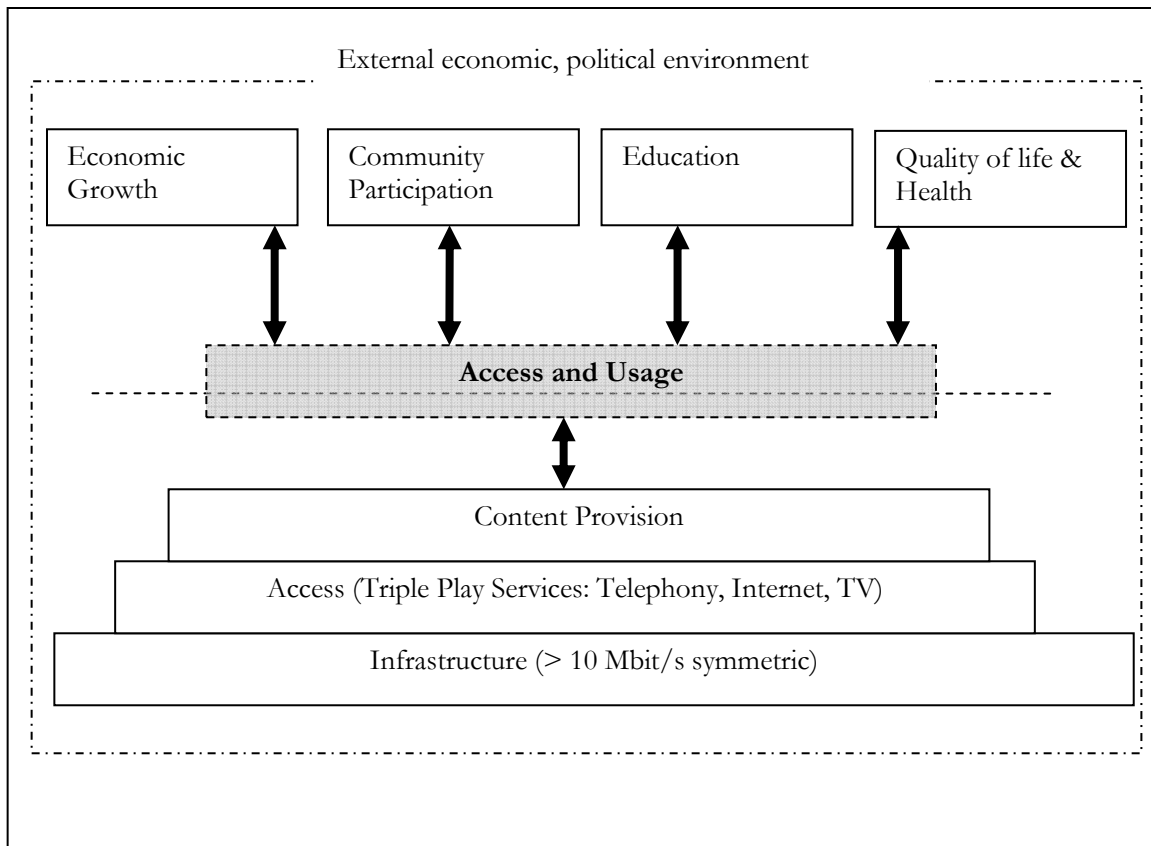 External economic, political environment
Economic
Growth
Community
Participation
Education
Quality of life &
Health
Access and Usage
Content Provision
Access (Triple Play Services: Telephony, Internet, TV)
Infrastructure (> 10 Mbit/s symmetric)